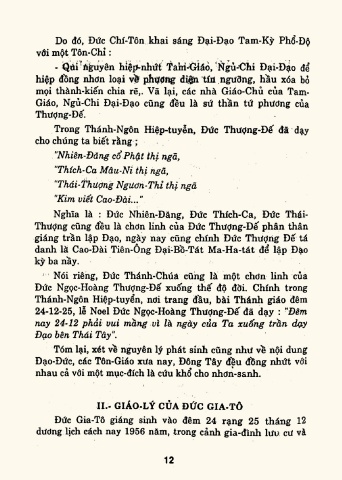 Do đó, Đức Chí-Tôn khai sáng Đại-Đạo Tam-Kỳ Phổ-Độ
với một Tôn-Chỉ :
- Qui nguyên hiệp-nhứt Tam-Giáo, Ngủ-Chi Đại-Đạo để
hiệp đồng nhơn loại về phương diện tín ngưỡng, hầu xóa bỏ
mọi thành-kiến chia rẽ,. Vã lại, các nhà Giáo-Chủ của Tam-
Giáo, Ngủ-Chi Đại-Đạo cũng đều là sứ thần tứ phương của
Thượng-Đế.
Trong Thánh-Ngôn Hiệp-tuyển, Đức Thượng-Đế đã dạy
cho chúng ta biết rằng ;
"Nhiên-Đăng cổ Phật thị ngã,
"Thích-Ca Mâu-Ni thị ngã,
"Thái-Thượng Ngươn-Thỉ thị ngã
"Kim viết Cao-Đài..."
Nghĩa là : Đức Nhiên-Đăng, Đức Thích-Ca, Đức Thái-
Thượng cũng đều là chơn linh của Đức Thượng-Đế phân thân
giáng trần lập Đạo, ngày nay cũng chính Đức Thượng Đế tá
danh là Cao-Đài Tiên-Ông Đại-Bồ-Tát Ma-Ha-tát để lập Đạo
kỳ ba nầy.
Nói riêng, Đức Thánh-Chúa cũng là một chơn linh của
Đức Ngọc-Hoàng Thượng-Đế xuống thế độ đời. Chính trong
Thánh-Ngôn Hiệp-tuyển, nơi trang đầu, bài Thánh giáo đêm
24-12-25, lễ Noel Đức Ngọc-Hoàng Thượng-Đế đã dạy : "Đêm
nay 24-12 phải vui mầng vì là ngày của Ta xuống trần dạy
Đạo bên Thái Tây".
Tóm lại, xét về nguyên lý phát sinh cũng như về nội dung
Đạo-Đức, các Tôn-Giáo xưa nay, Đông Tây đều đồng nhứt với
nhau cả với một mục-đích là cứu khổ cho nhơn-sanh.
II.- GIÁO-LÝ CỦA ĐỨC GIA-TÔ
Đức Gia-Tô giáng sinh vào đêm 24 rạng 25 tháng 12
dương lịch cách nay 1956 năm, trong cảnh gia-đình lưu cư và
12